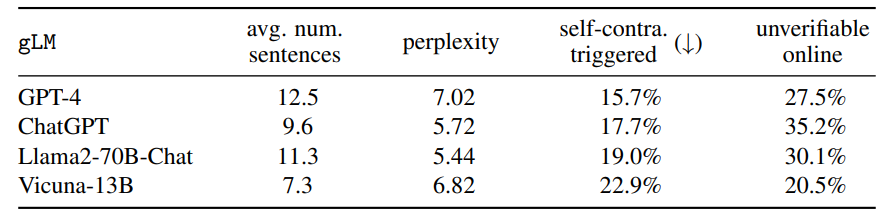 gLM avg. num. sentences perplexity self-contra. triggered (↓) unverifiable online
GPT-4 12.5 7.02 15.7% 27.5%
ChatGPT 9.6 5.72 17.7% 35.2%
Llama2-70B-Chat 11.3 5.44 19.0% 30.1%
Vicuna-13B 7.3 6.82 22.9% 20.5%